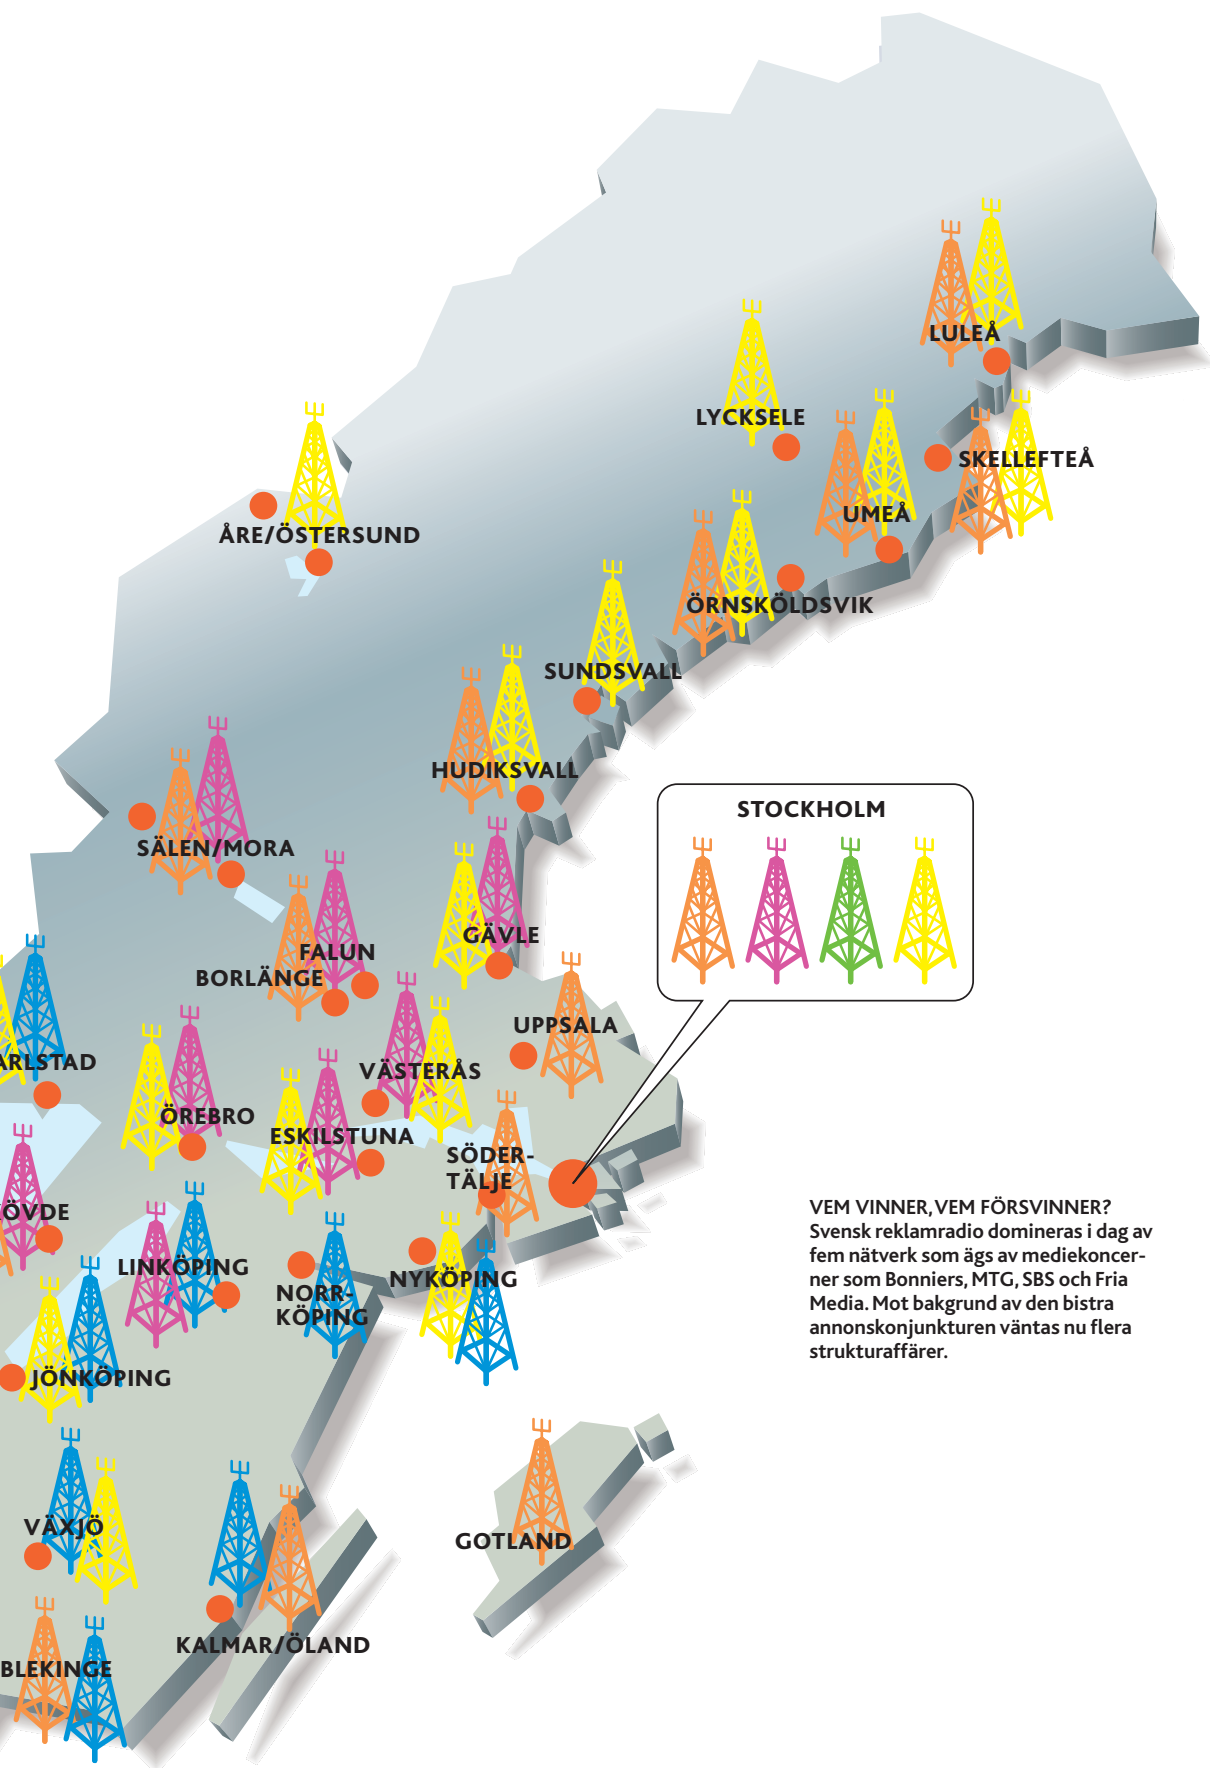 LULEÅ
LYCKSELE
SKELLEFTEÅ
UMEÅ
ÅRE/ÖSTERSUND
ÖRNSKÖLDSVIK
SUNDSVALL
HUDIKSVALL
STOCKHOLM
SÄLEN/MORA
GÄVLE
FALUN
BORLÄNGE
UPPSALA
ARLSTAD
VÄSTERÅS
ÖREBRO
ESKILSTUNA
SÖDER-
TÄLJE
ÖVDE
LINKÖPING
NYKÖPING
NORR-
KÖPING
JÖNKÖPING
VÄXJÖ
GOTLAND
KALMAR/ÖLAND
BLEKINGE
VEM VINNER, VEM FÖRSVINNER?
Svensk reklamradio domineras i dag av
fem nätverk som ägs av mediekoncer-
ner som Bonniers, MTG, SBS och Fria
Media. Mot bakgrund av den bistra
annonskonjunkturen väntas nu flera
strukturaffärer.